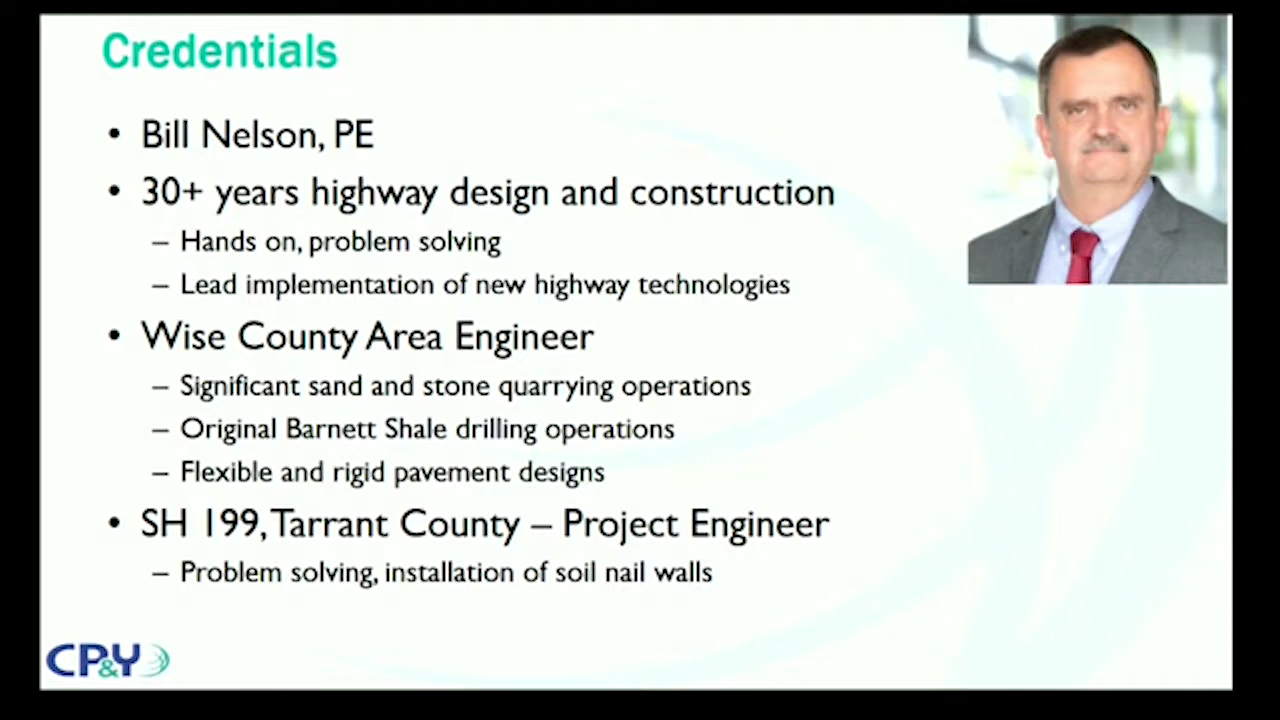 Credentials
• Bill Nelson, PE
• 30+ years highway design and construction
– Hands on, problem solving
– Lead implementation of new highway technologies
• Wise County Area Engineer
– Significant sand and stone quarrying operations
– Original Barnett Shale drilling operations
– Flexible and rigid pavement designs
• SH 199, Tarrant County – Project Engineer
– Problem solving, installation of soil nail walls
CP&Y